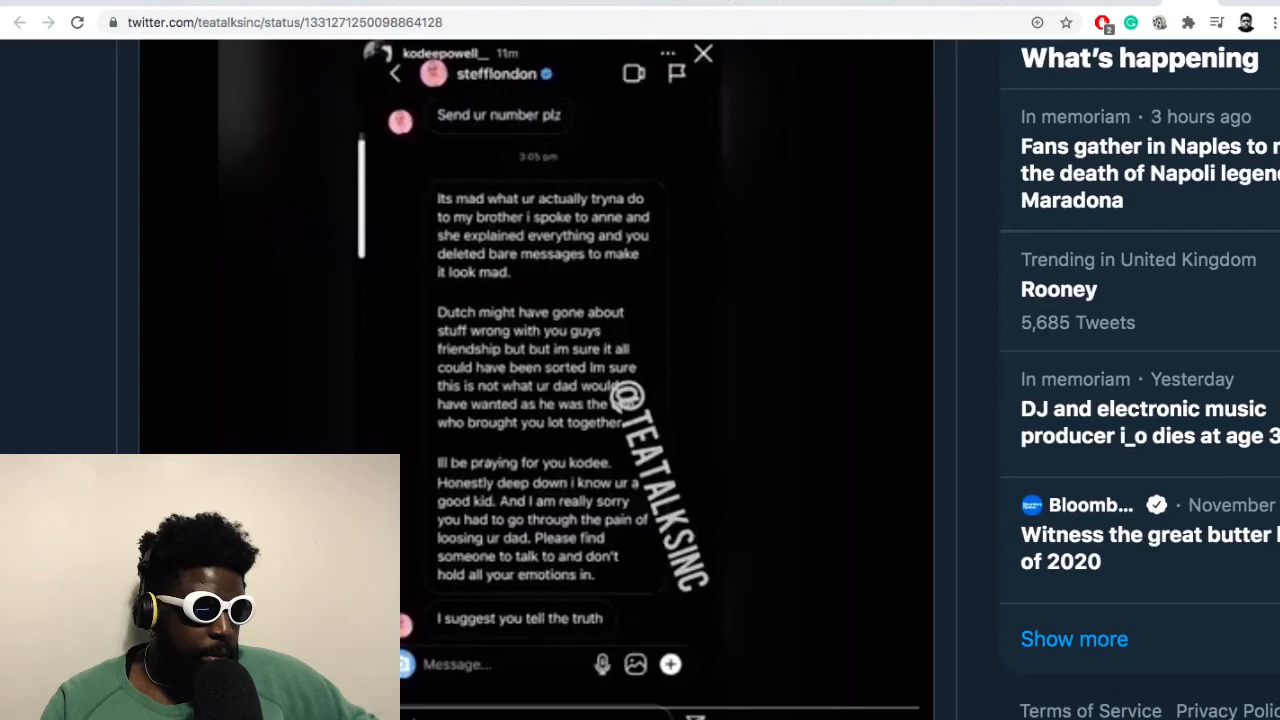 twitter.com/teatalksinc/status/1331271250098864128
2
kodeepowell_ 11m
stefflondon
Send ur number plz
3:05 pm
Its mad what ur actually tryna do
to my brother i spoke to anne and
she explained everything and you
deleted bare messages to make
it look mad.
Dutch might have gone about
stuff wrong with you guys
friendship but but im sure it all
could have been sorted Im sure
this is not what ur dad would
have wanted as he was the
who brought you lot together
Ill be praying for you kodee.
Honestly deep down i know ur a
good kid. And I am really sorry
you had to go through the pain of
loosing ur dad. Please find
someone to talk to and don't
hold all your emotions in.
I suggest you tell the truth
Message...
@TEATALKSINC
What's happening
In memoriam · 3 hours ago
Fans gather in Naples to
the death of Napoli
Maradona
Trending in United Kingdom
Rooney
5,685 Tweets
In memoriam · Yesterday
DJ and electronic music
producer i_o dies at age
Bloomb... · November
Witness the great butter
of 2020
Show more
Terms of Service Privacy